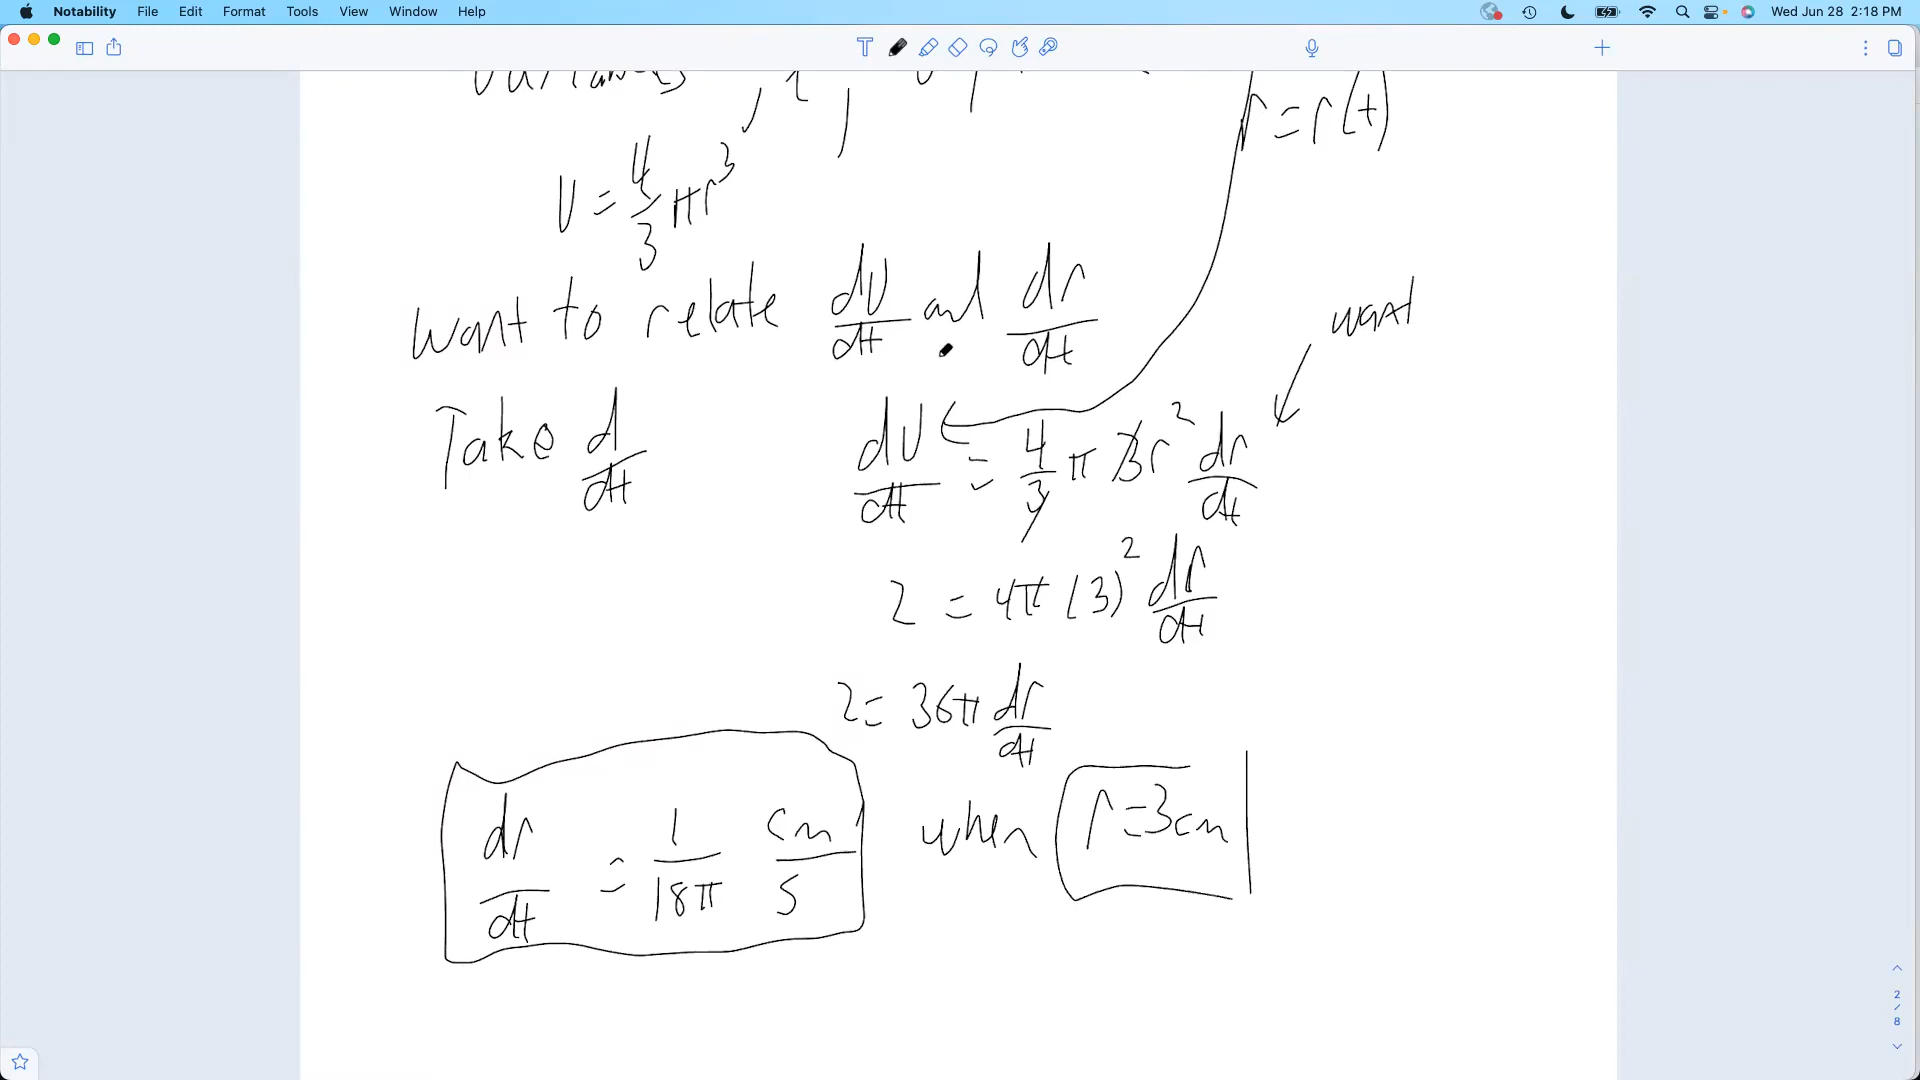 Notability File Edit Format Tools View Window Help Wed Jun 28 2:18 PM
r=r(t)
V = 4/3 πr³
want to relate dV/dt and dr/dt
want
Take d/dt dV/dt = 4/3 π 3r² dr/dt
2 = 4π (3)² dr/dt
2 = 36π dr/dt
dr/dt = 1/18π cm/s when r=3cm
2
/
8